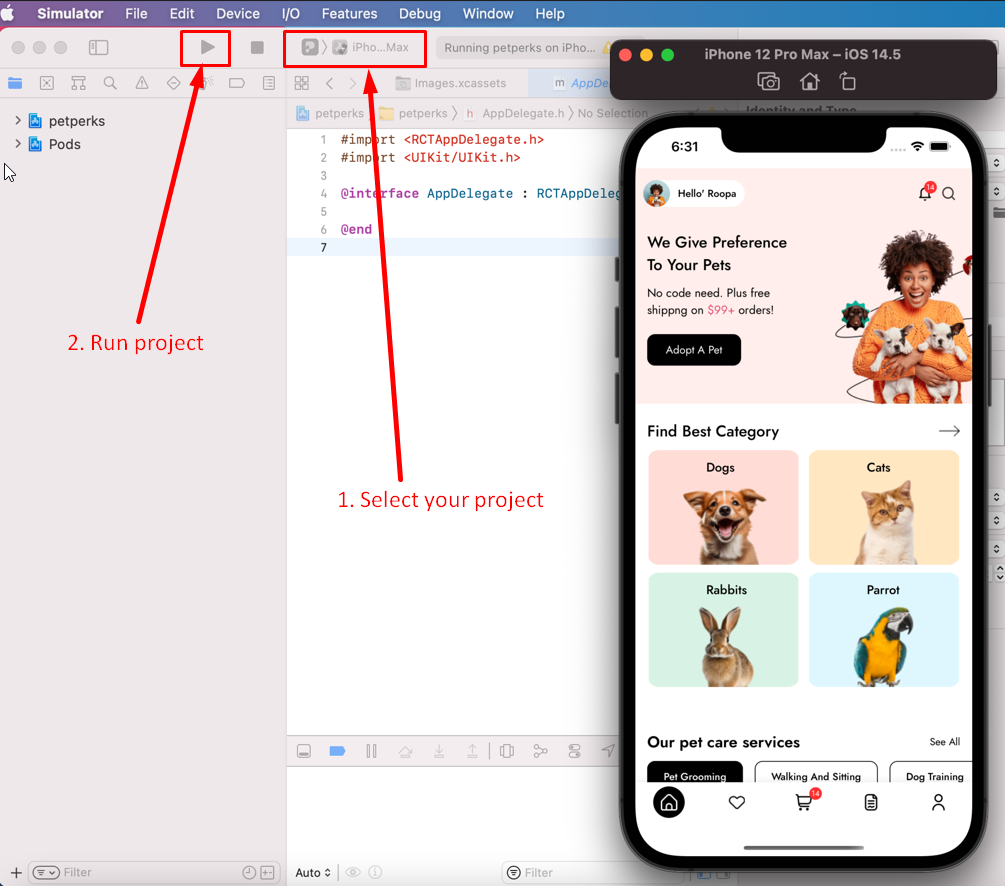 Simulator File Edit Device I/O Features Debug Window Help
iPho...Max
Running petperks on iPho...
iPhone 12 Pro Max – iOS 14.5
Images.xcassets
m AppDe
petperks
petperks
h AppDelegate.h
No Selection
Identity and Type
petperks
Pods
1 #import <RCTAppDelegate.h>
2 #import <UIKit/UIKit.h>
3
4 @interface AppDelegate : RCTAppDeleg
5
6 @end
7
2. Run project
1. Select your project
6:31
Hello' Roopa
14
We Give Preference
To Your Pets
No code need. Plus free
shippng on $99+ orders!
Adopt A Pet
Find Best Category
Dogs
Cats
Rabbits
Parrot
Our pet care services
See All
Pet Grooming
Walking And Sitting
Dog Training
14
Filter
Auto
Filter